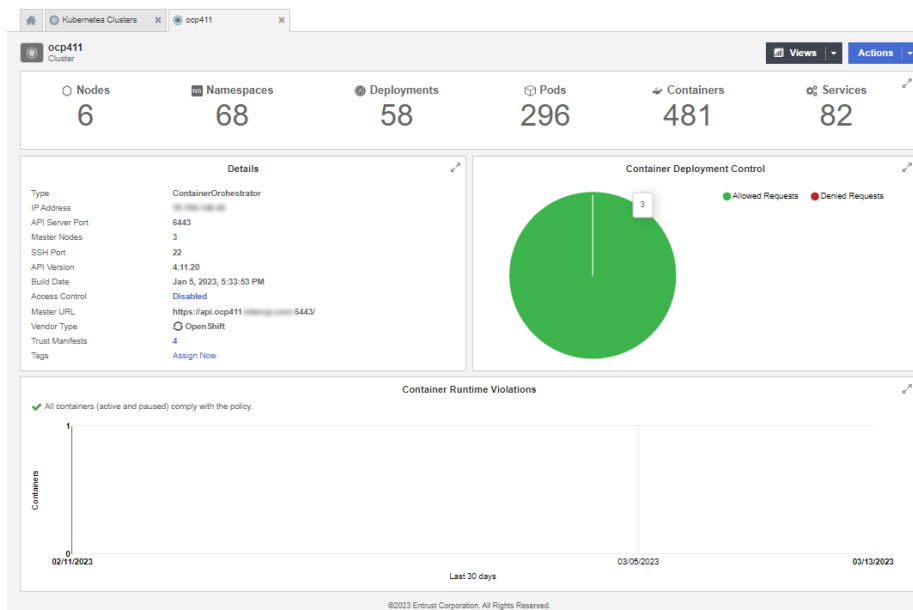 Kubernetes Clusters
ocp411
ocp411
Cluster
Views
Actions
Nodes
6
NS Namespaces
68
Deployments
58
Pods
296
Containers
481
Services
82
Details
Type ContainerOrchestrator
IP Address
API Server Port 6443
Master Nodes 3
SSH Port 22
API Version 4.11.20
Build Date Jan 5, 2023, 5:33:53 PM
Access Control Disabled
Master URL https://api.ocp411. 6443/
Vendor Type OpenShift
Trust Manifests 4
Tags Assign Now
Container Deployment Control
3
Allowed Requests Denied Requests
Container Runtime Violations
All containers (active and paused) comply with the policy.
1
Containers
0
02/11/2023 03/05/2023 03/13/2023
Last 30 days
©2023 Entrust Corporation. All Rights Reserved.